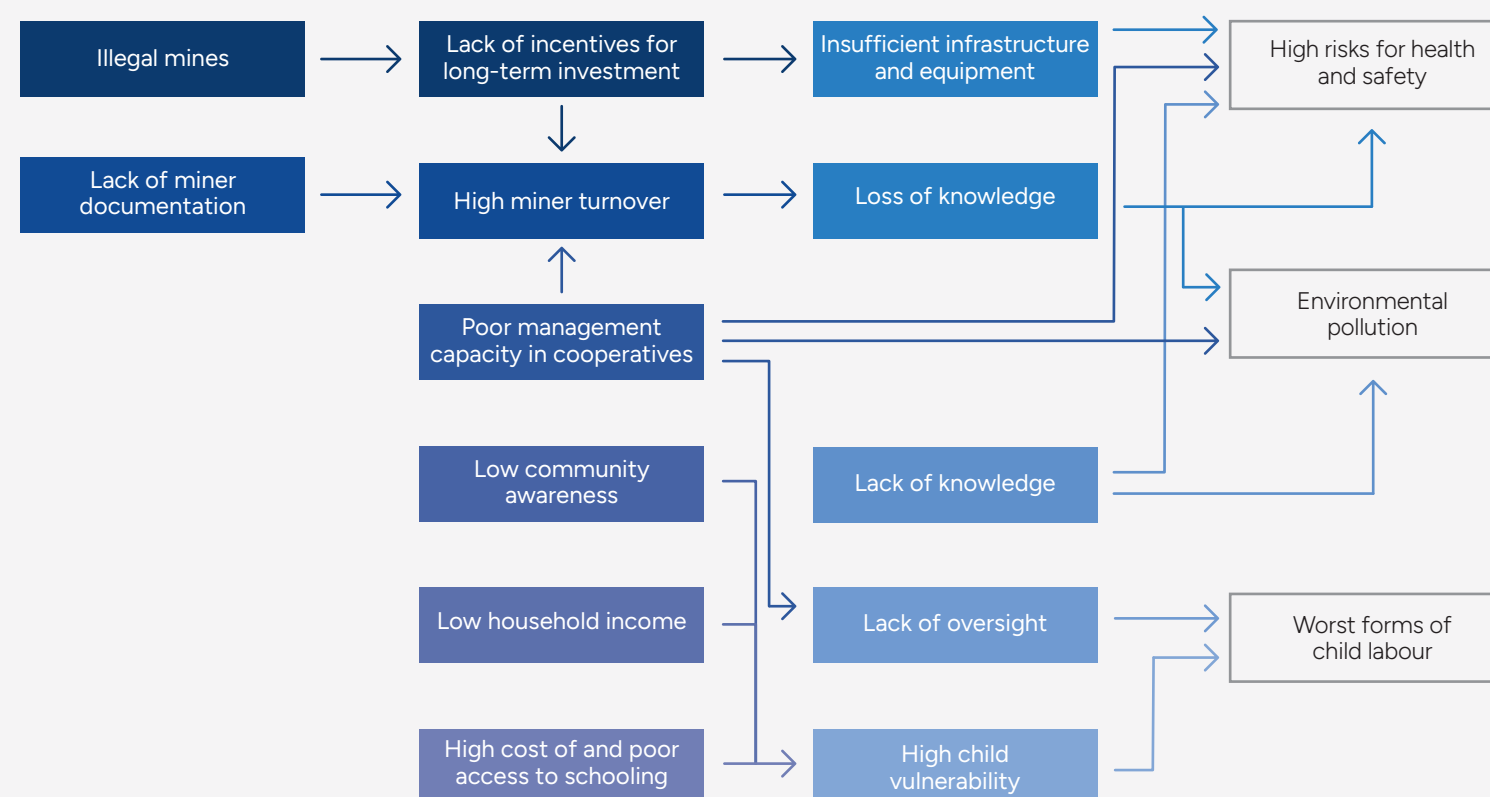 Illegal mines
Lack of incentives for
long-term investment
Insufficient infrastructure
and equipment
High risks for health
and safety
Lack of miner
documentation
High miner turnover
Loss of knowledge
Environmental
pollution
Poor management
capacity in cooperatives
Low community
awareness
Lack of knowledge
Low household income
Lack of oversight
Worst forms of
child labour
High cost of and poor
access to schooling
High child
vulnerability